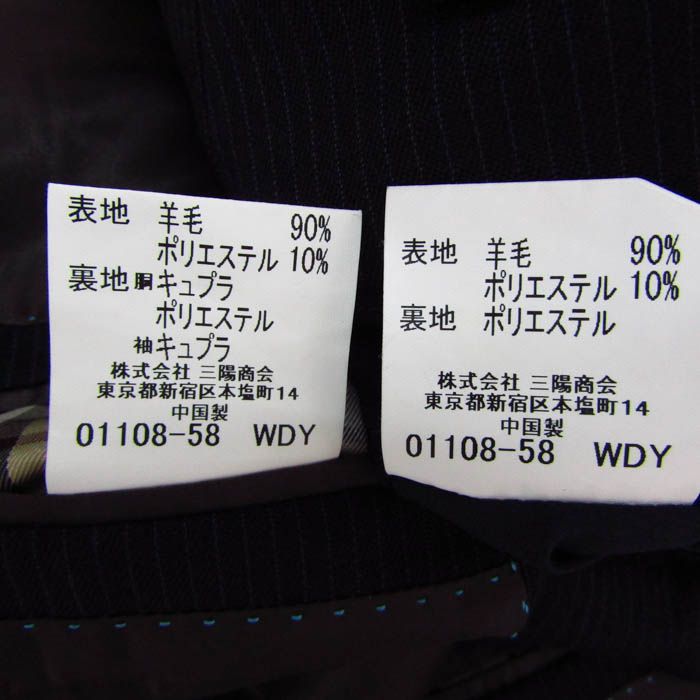 表地 羊毛 90%
ポリエステル 10%
裏地 胴 キュプラ
ポリエステル
袖 キュプラ
株式会社 三陽商会
東京都新宿区本塩町14
中国製
01108-58 WDY
表地 羊毛 90%
ポリエステル 10%
裏地 ポリエステル
株式会社 三陽商会
東京都新宿区本塩町14
中国製
01108-58 WDY